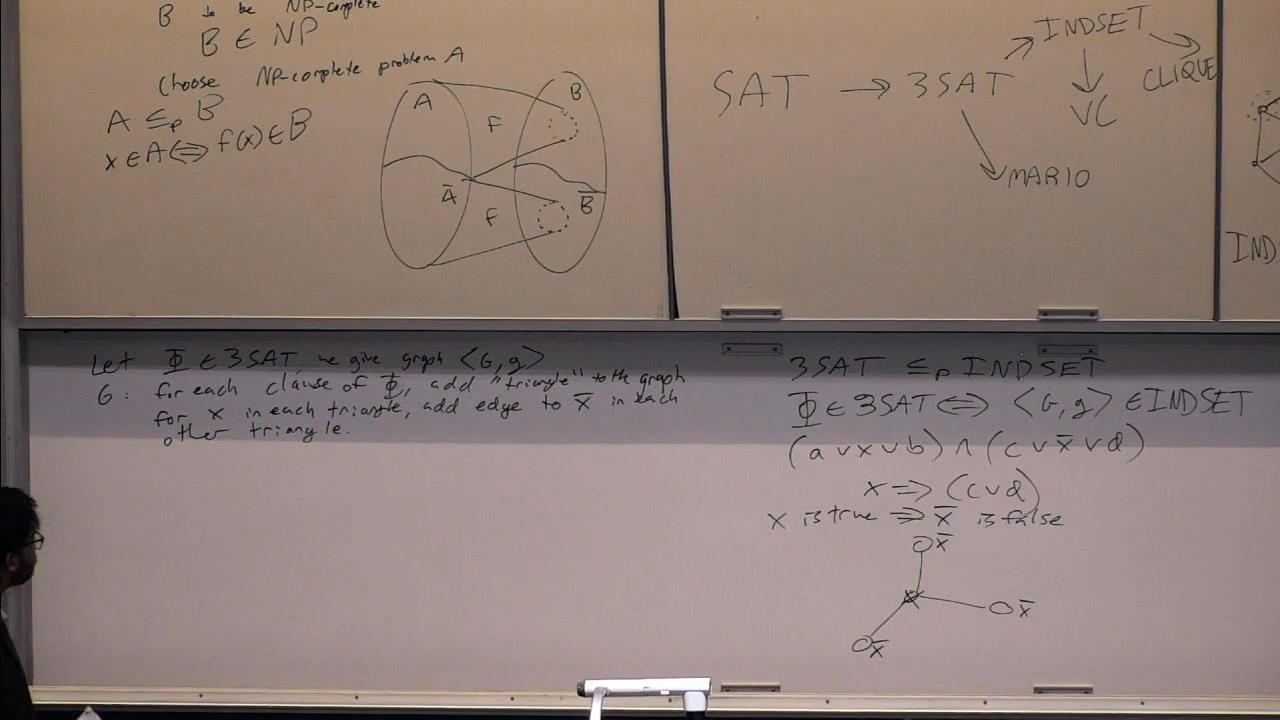 B is to be NP-complete
B ∈ NP
Choose NP-complete problem A
A ≤p B
x ∈ A ⟺ f(x) ∈ B
A
F
B
Ā
F
B̄
SAT → 3SAT
INDSET
VC
CLIQUE
MARIO
IND
Let Φ ∈ 3SAT, we give graph <G, g>
G: for each clause of Φ, add "triangle" to the graph
for x in each triangle, add edge to x̄ in each
other triangle.
3SAT ≤p INDSET
Φ ∈ 3SAT ⟺ <G, g> ∈ INDSET
(a ∨ x ∨ b) ∧ (c ∨ x̄ ∨ d)
x ⇒ (c ∨ d)
x is true ⇒ x̄ is false
x̄
x
x̄
x̄